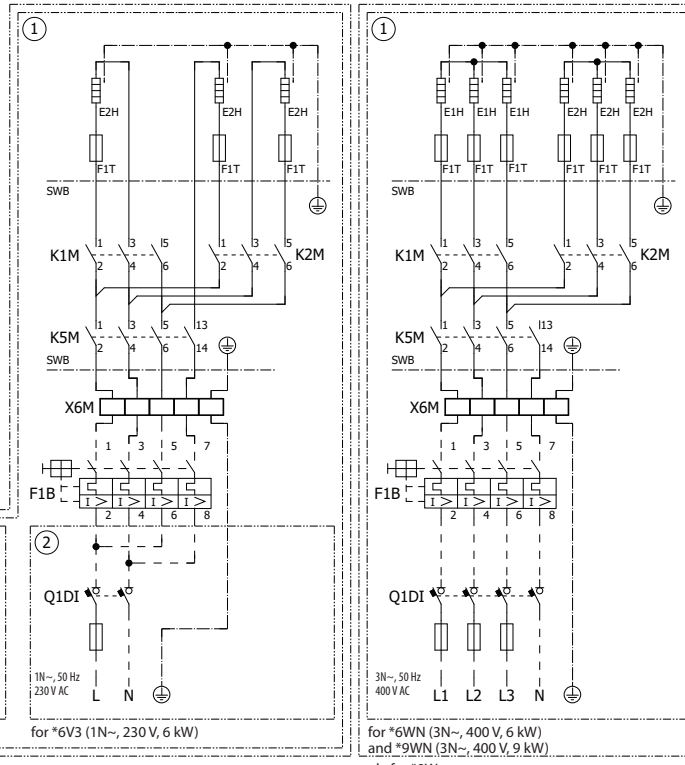 1
E2H E2H E2H
F1T F1T F1T
SWB
K1M 1 3 5 1 3 5 K2M
2 4 6 2 4 6
K5M 1 3 5 13
2 4 6 14
SWB
X6M
1 3 5 7
F1B I > I > I > I >
2 4 6 8
2
Q1DI
1N~, 50 Hz
230 V AC
L N
for *6V3 (1N~, 230 V, 6 kW)
1
E1H E1H E1H E2H E2H E2H
F1T F1T F1T F1T F1T F1T
SWB
K1M 1 3 5 1 3 5 K2M
2 4 6 2 4 6
K5M 1 3 5 13
2 4 6 14
SWB
X6M
1 3 5 7
F1B I > I > I > I >
2 4 6 8
Q1DI
3N~, 50 Hz
400 V AC
L1 L2 L3 N
for *6WN (3N~, 400 V, 6 kW)
and *9WN (3N~, 400 V, 9 kW)